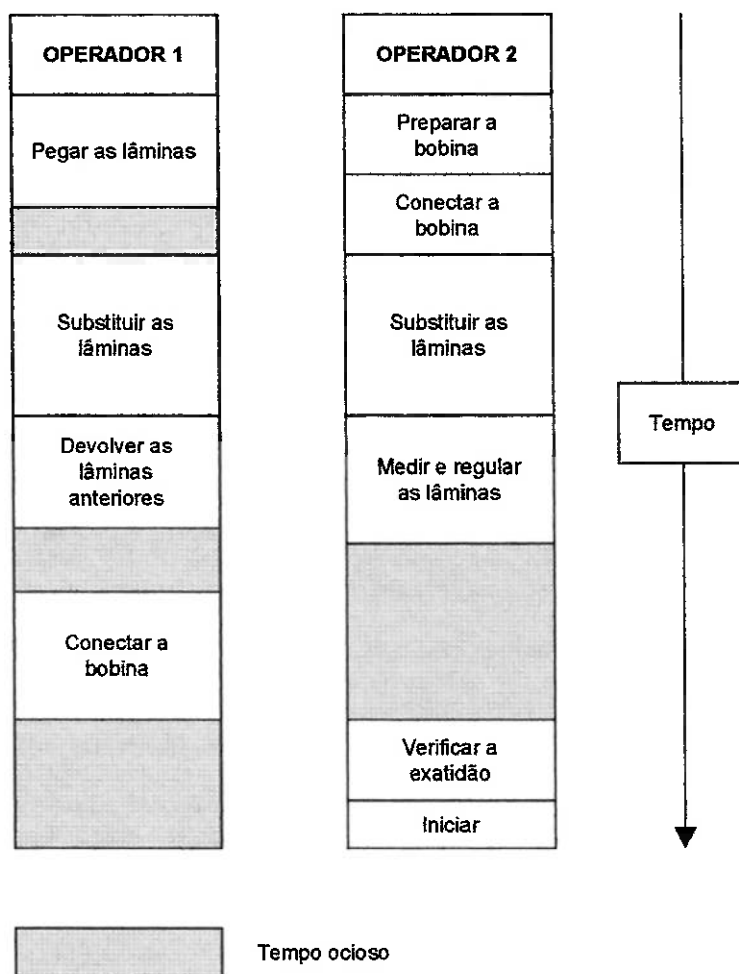 OPERADOR 1
Pegar as lâminas
Substituir as
lâminas
Devolver as
lâminas
anteriores
Conectar a
bobina
OPERADOR 2
Preparar a
bobina
Conectar a
bobina
Substituir as
lâminas
Medir e regular
as lâminas
Verificar a
exatidão
Iniciar
Tempo
Tempo ocioso